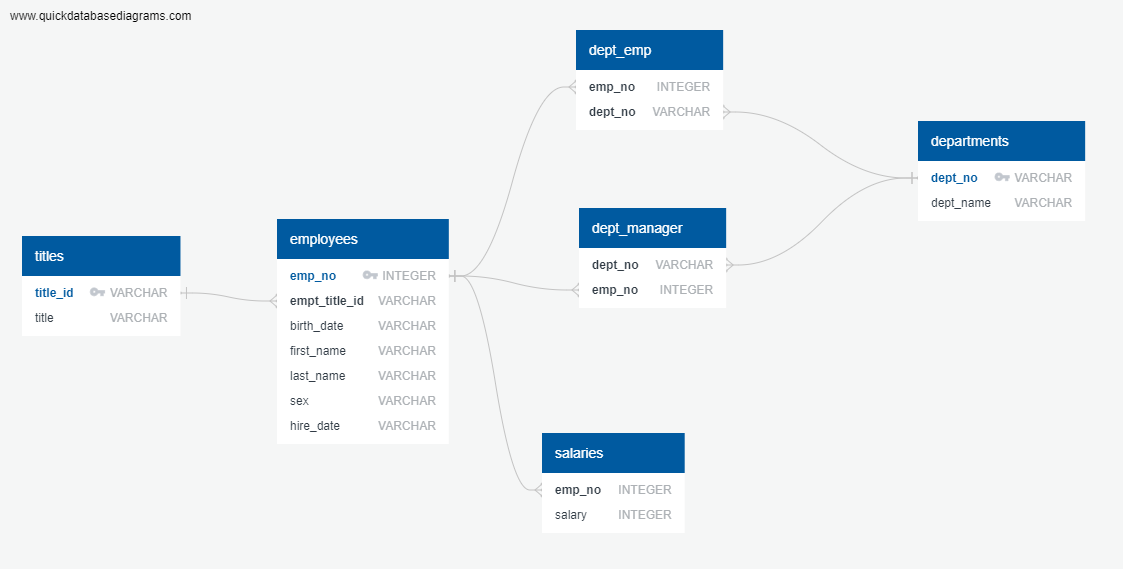 www.quickdatabasediagrams.com
dept_emp
emp_no INTEGER
dept_no VARCHAR
departments
dept_no VARCHAR
dept_name VARCHAR
dept_manager
dept_no VARCHAR
emp_no INTEGER
employees
emp_no INTEGER
empt_title_id VARCHAR
birth_date VARCHAR
first_name VARCHAR
last_name VARCHAR
sex VARCHAR
hire_date VARCHAR
titles
title_id VARCHAR
title VARCHAR
salaries
emp_no INTEGER
salary INTEGER